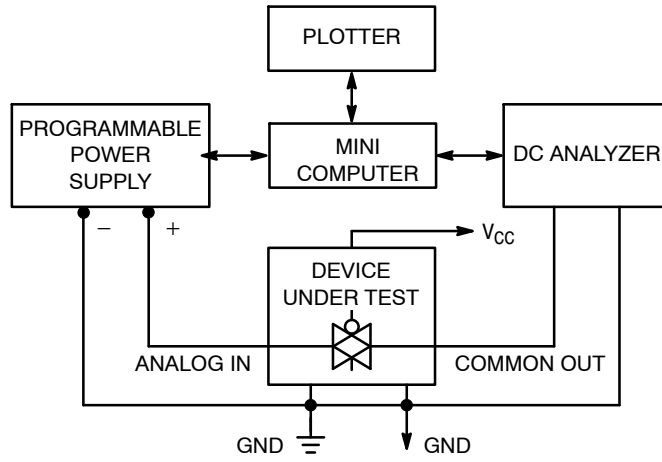 PLOTTER
PROGRAMMABLE
POWER
SUPPLY
MINI
COMPUTER
DC ANALYZER
−
+
VCC
DEVICE
UNDER TEST
ANALOG IN
COMMON OUT
GND
GND